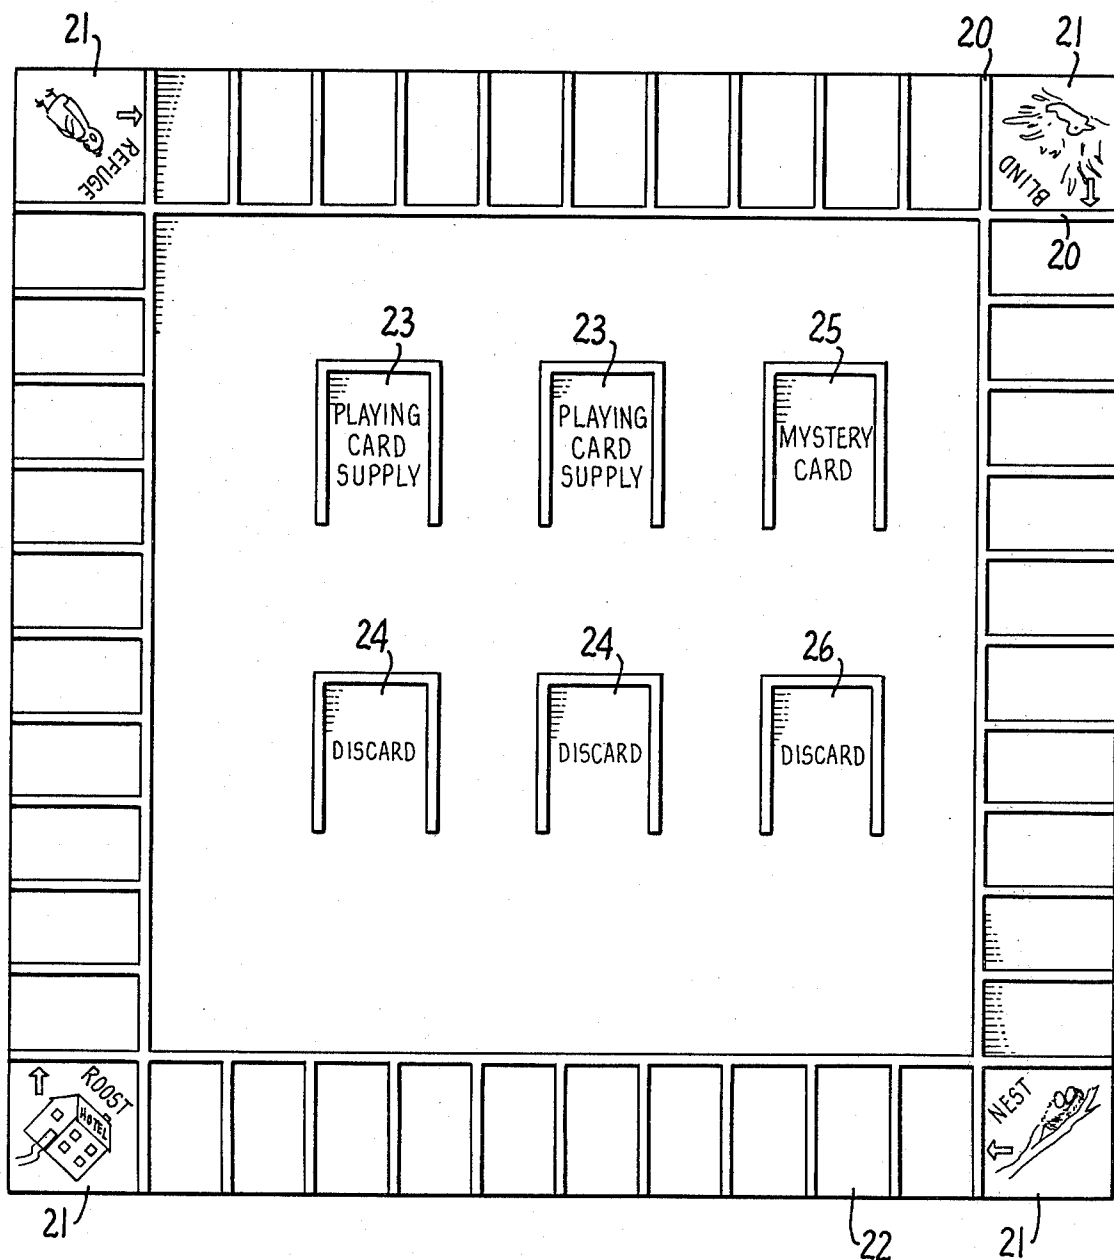 21
20
21
REFUGE
BLIND
20
23
23
25
PLAYING
CARD
SUPPLY
PLAYING
CARD
SUPPLY
MYSTERY
CARD
24
24
26
DISCARD
DISCARD
DISCARD
ROOST
HOTEL
NEST
21
22
21